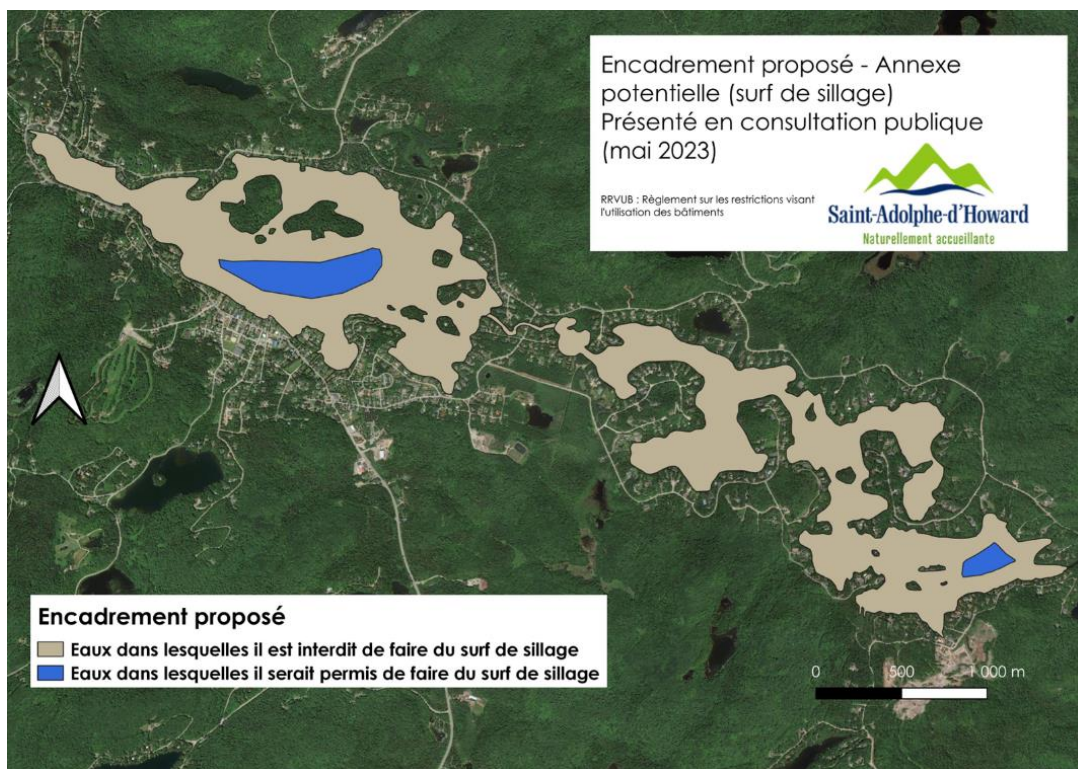 Encadrement proposé - Annexe
potentielle (surf de sillage)
Présenté en consultation publique
(mai 2023)
RRVUB : Règlement sur les restrictions visant
l'utilisation des bâtiments
Saint-Adolphe-d'Howard
Naturellement accueillante
Encadrement proposé
Eaux dans lesquelles il est interdit de faire du surf de sillage
Eaux dans lesquelles il serait permis de faire du surf de sillage
0 500 1 000 m